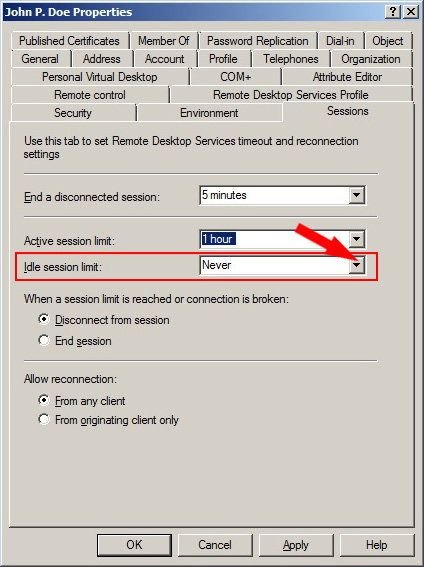 John P. Doe Properties
Published Certificates Member Of Password Replication Dial-in Object
General Address Account Profile Telephones Organization
Personal Virtual Desktop COM+ Attribute Editor
Remote control Remote Desktop Services Profile
Security Environment Sessions
Use this tab to set Remote Desktop Services timeout and reconnection
settings
End a disconnected session: 5 minutes
Active session limit: 1 hour
Idle session limit: Never
When a session limit is reached or connection is broken:
Disconnect from session
End session
Allow reconnection:
From any client
From originating client only
OK Cancel Apply Help